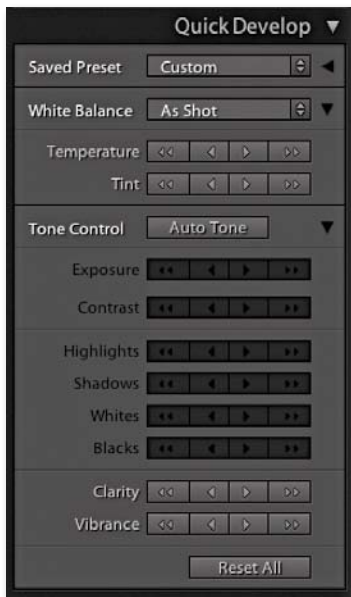 Quick Develop
Saved Preset Custom
White Balance As Shot
Temperature
Tint
Tone Control Auto Tone
Exposure
Contrast
Highlights
Shadows
Whites
Blacks
Clarity
Vibrance
Reset All